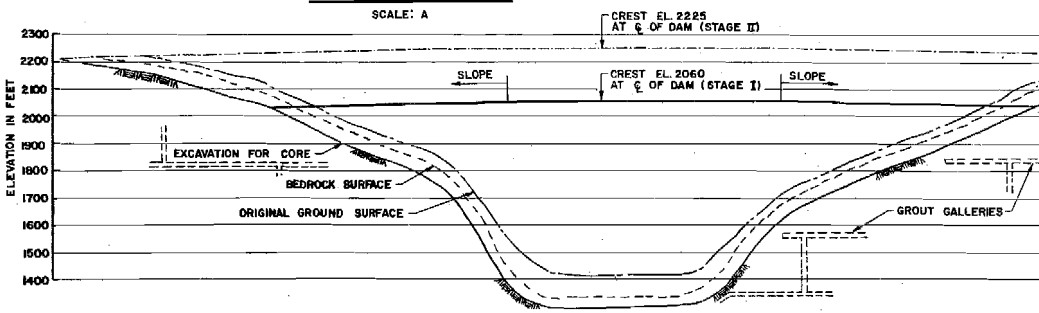 SCALE: A
CREST EL. 2225
AT ℄ OF DAM (STAGE II)
2300
2200
2100
2000
1900
1800
1700
1600
1500
1400
ELEVATION IN FEET
SLOPE
CREST EL. 2060
AT ℄ OF DAM (STAGE I)
SLOPE
EXCAVATION FOR CORE
BEDROCK SURFACE
ORIGINAL GROUND SURFACE
GROUT GALLERIES